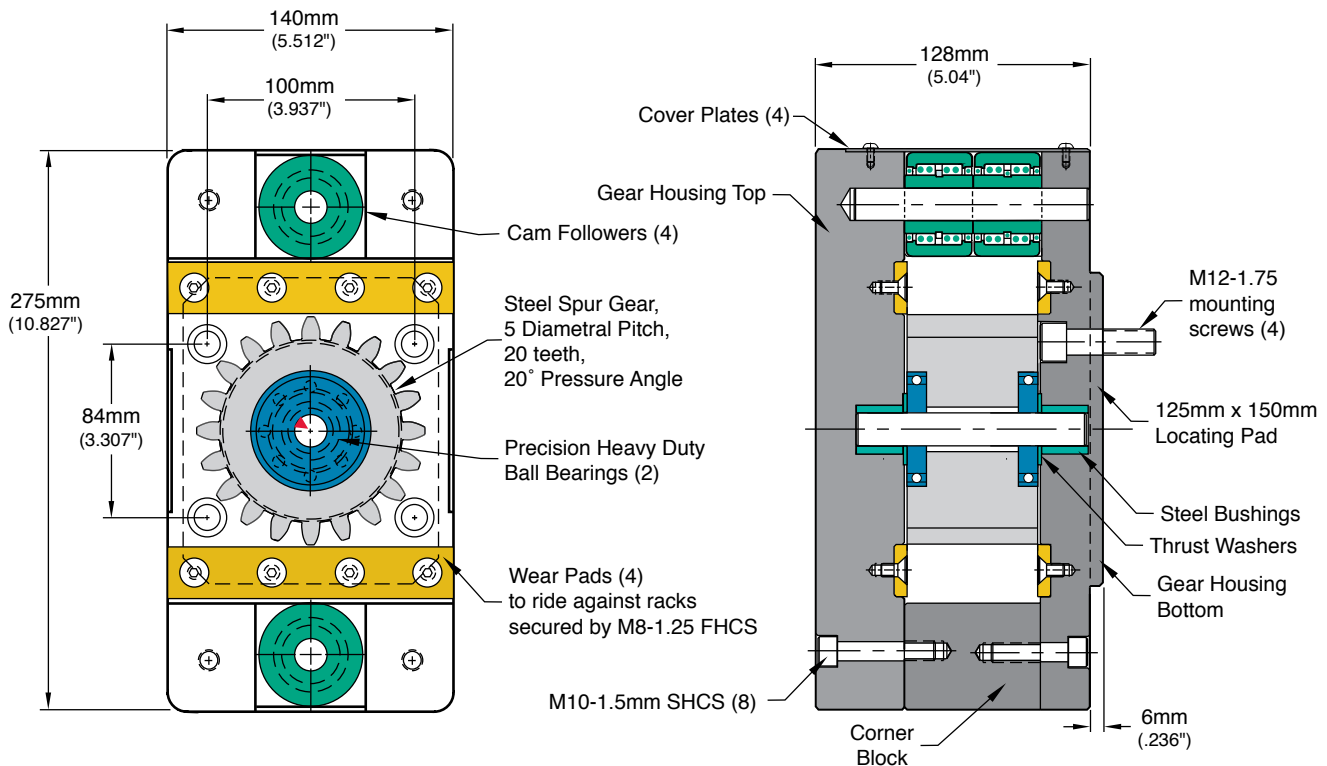 140mm
(5.512")
100mm
(3.937")
275mm
(10.827")
84mm
(3.307")
Cam Followers (4)
Steel Spur Gear,
5 Diametral Pitch,
20 teeth,
20˚ Pressure Angle
Precision Heavy Duty
Ball Bearings (2)
Wear Pads (4)
to ride against racks
secured by M8-1.25 FHCS
128mm
(5.04")
Cover Plates (4)
Gear Housing Top
M12-1.75
mounting
screws (4)
125mm x 150mm
Locating Pad
Steel Bushings
Thrust Washers
Gear Housing
Bottom
M10-1.5mm SHCS (8)
Corner
Block
6mm
(.236")